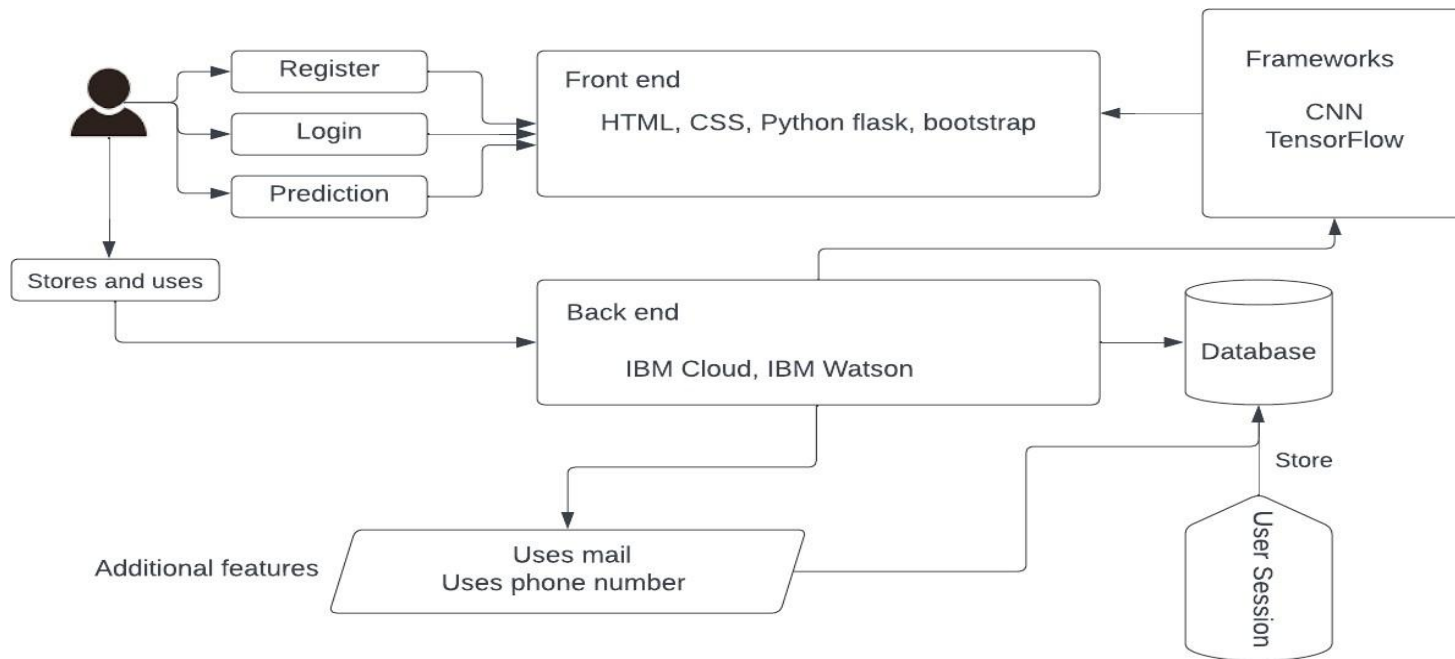 Register
Login
Prediction
Stores and uses
Front end
HTML, CSS, Python flask, bootstrap
Frameworks
CNN
TensorFlow
Back end
IBM Cloud, IBM Watson
Database
Store
User Session
Additional features
Uses mail
Uses phone number